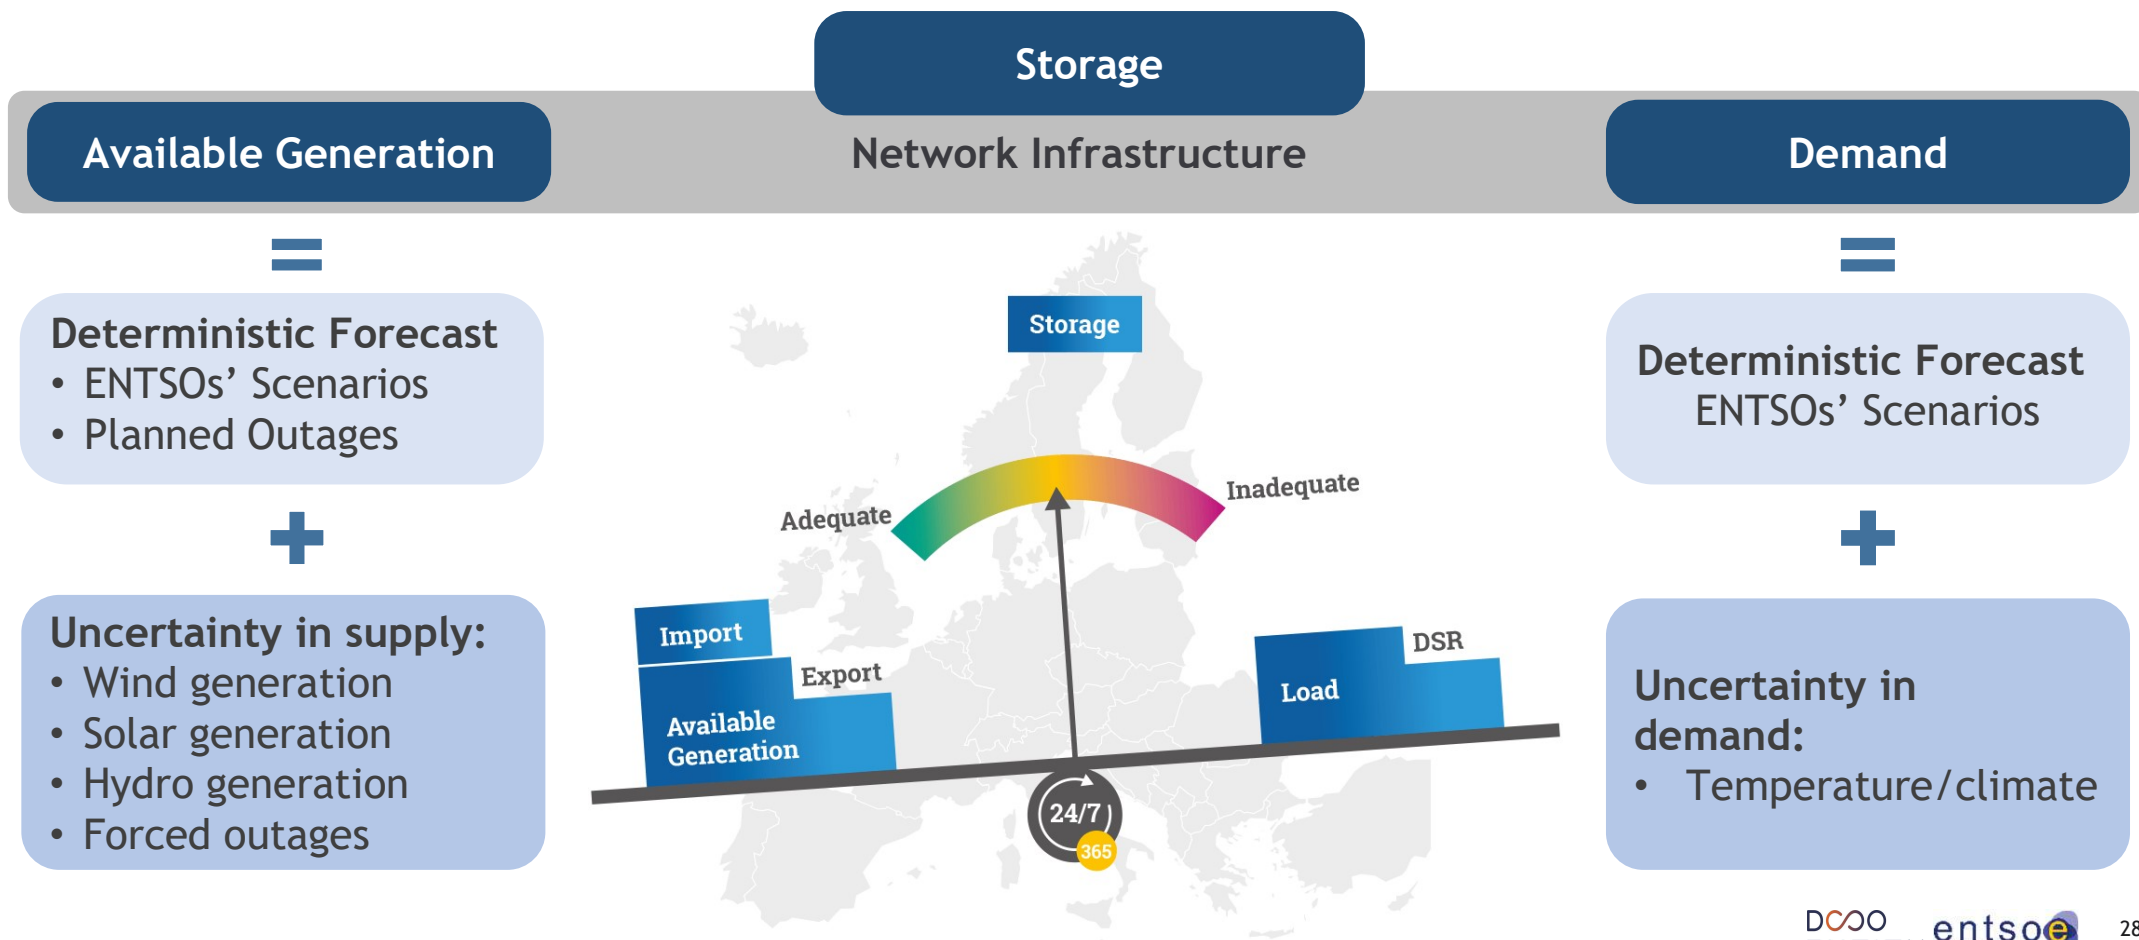 Storage
Available Generation
Network Infrastructure
Demand
Deterministic Forecast
• ENTSOs’ Scenarios
• Planned Outages
Uncertainty in supply:
• Wind generation
• Solar generation
• Hydro generation
• Forced outages
Storage
Adequate
Inadequate
Import
Export
Available
Generation
Load
DSR
24/7
365
Deterministic Forecast
ENTSOs’ Scenarios
Uncertainty in
demand:
• Temperature/climate
entsoe
28